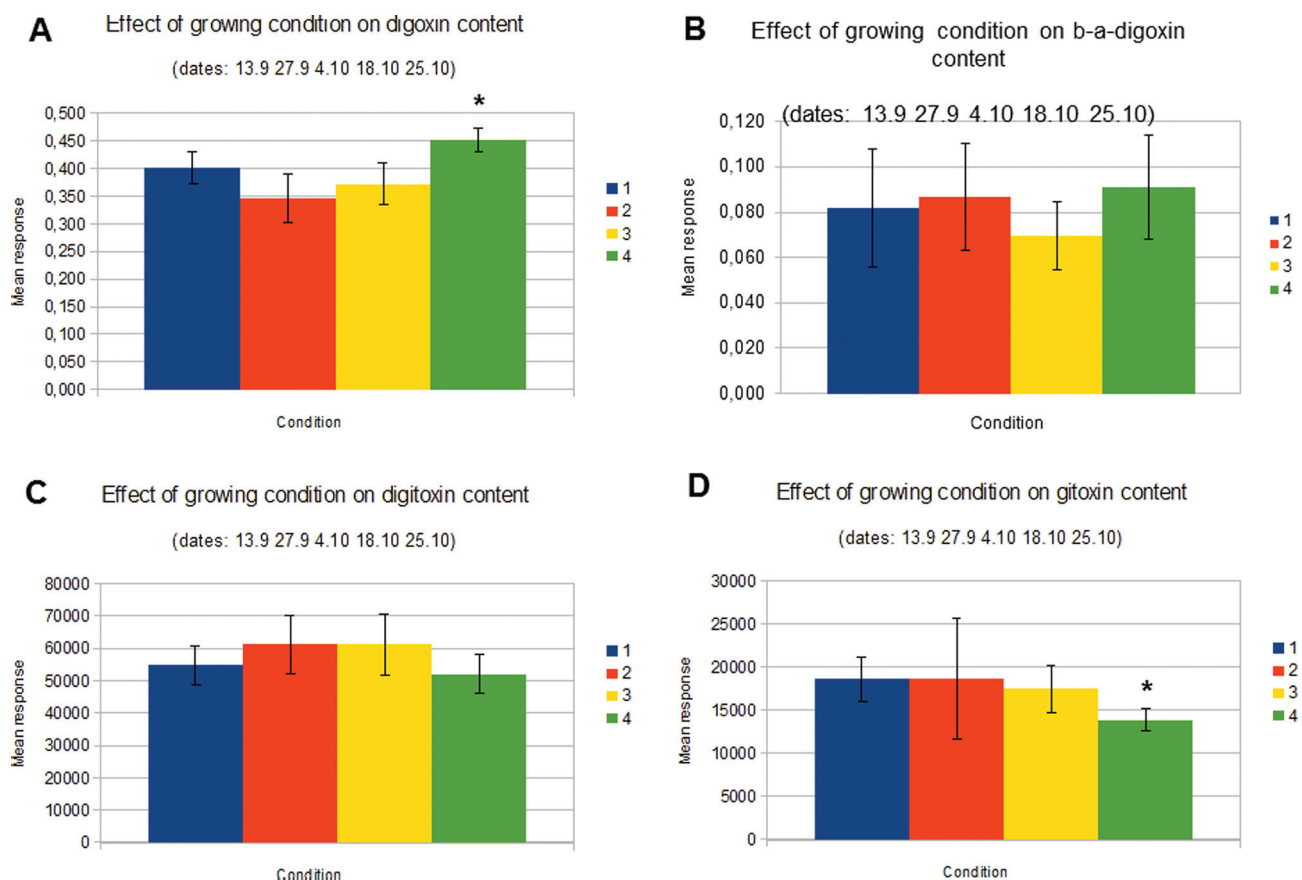 A
Effect of growing condition on digoxin content
(dates: 13.9 27.9 4.10 18.10 25.10)
0,500
0,450
0,400
0,350
0,300
0,250
0,200
0,150
0,100
0,050
0,000
*
Mean response
Condition
1
2
3
4
B
Effect of growing condition on b-a-digoxin
content
(dates: 13.9 27.9 4.10 18.10 25.10)
0,120
0,100
0,080
0,060
0,040
0,020
0,000
Mean response
Condition
1
2
3
4
C
Effect of growing condition on digitoxin content
(dates: 13.9 27.9 4.10 18.10 25.10)
80000
70000
60000
50000
40000
30000
20000
10000
0
Mean response
Condition
1
2
3
4
D
Effect of growing condition on gitoxin content
(dates: 13.9 27.9 4.10 18.10 25.10)
30000
25000
20000
15000
10000
5000
0
*
Mean response
Condition
1
2
3
4